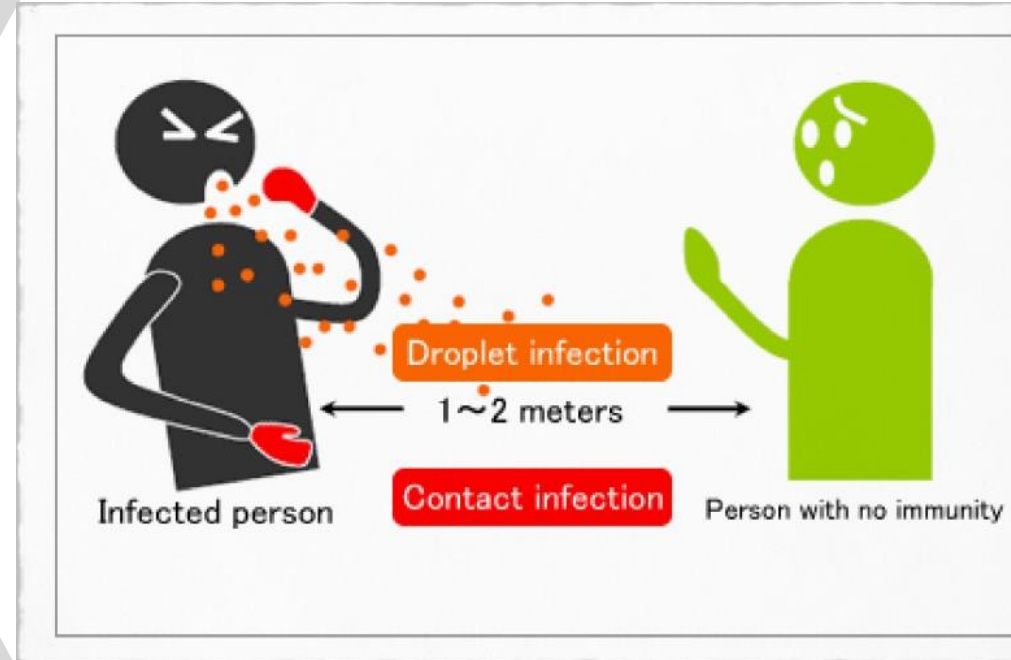 Droplet infection
1～2 meters
Contact infection
Infected person
Person with no immunity